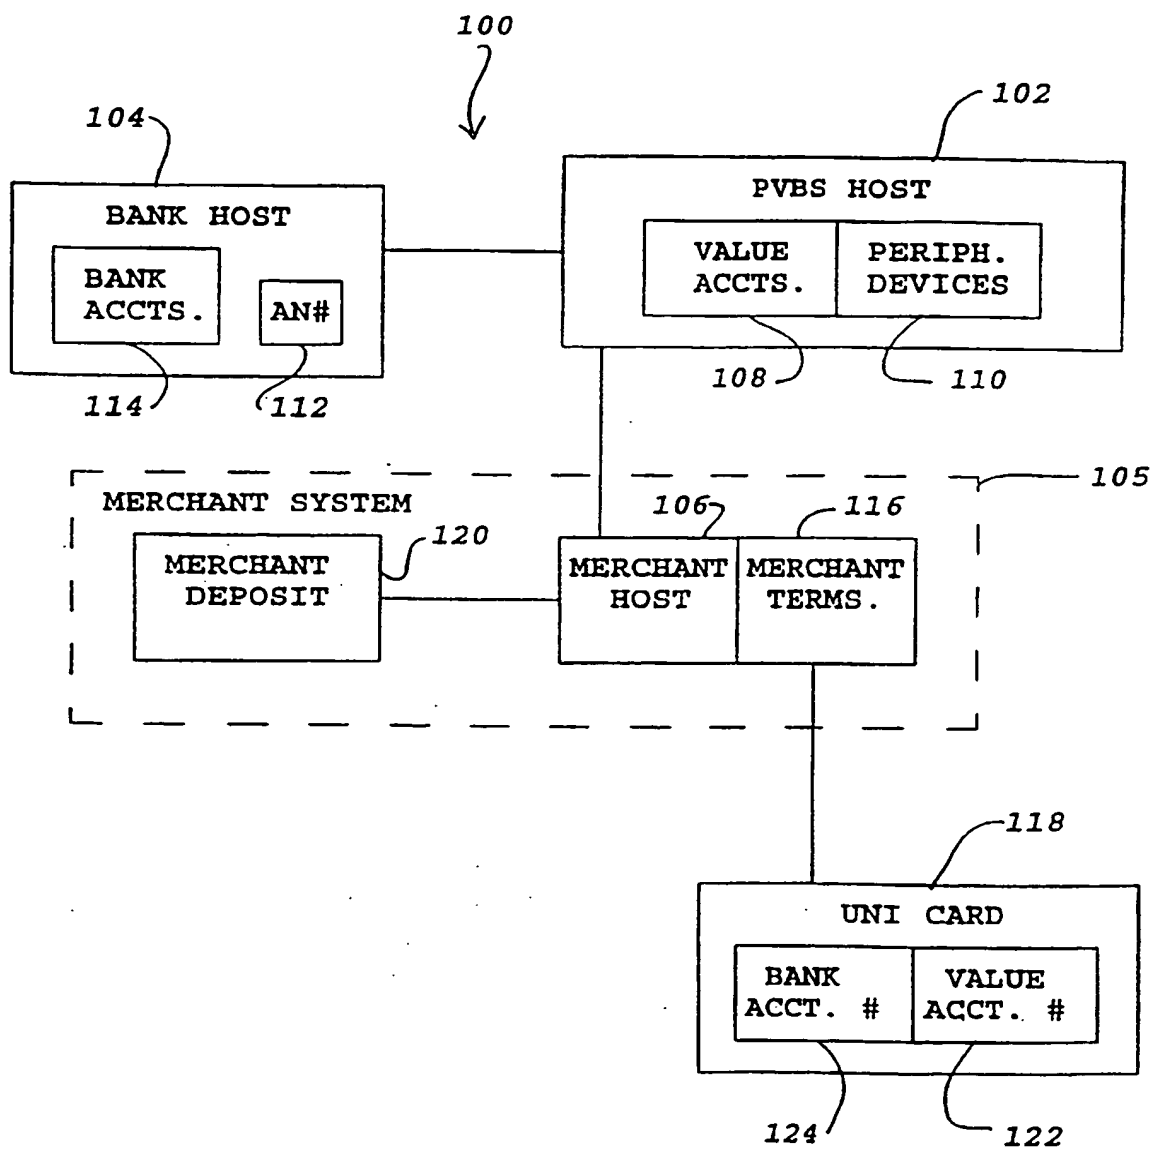 100
102
104
PVBS HOST
BANK HOST
VALUE
ACCTS.
PERIPH.
DEVICES
BANK
ACCTS.
AN#
108
110
114
112
105
MERCHANT SYSTEM
106
116
120
MERCHANT
DEPOSIT
MERCHANT
HOST
MERCHANT
TERMS.
118
UNI CARD
BANK
ACCT. #
VALUE
ACCT. #
124
122